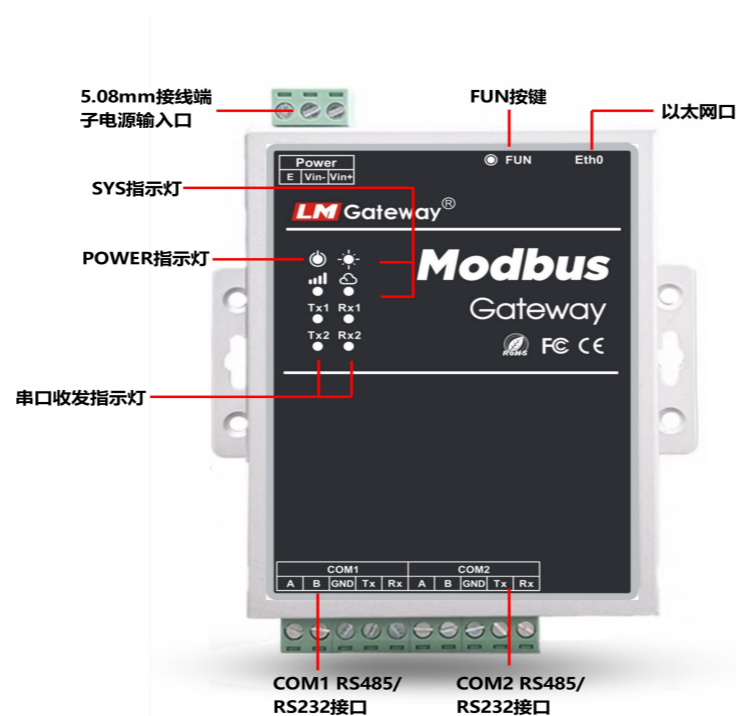 5.08mm接线端
子电源输入口
FUN按键
以太网口
Power
E Vin- Vin+
FUN
Eth0
SYS指示灯
LM Gateway®
POWER指示灯
Modbus
Gateway
Tx1 Rx1
Tx2 Rx2
RoHS FC CE
串口收发指示灯
COM1 COM2
A B GND Tx Rx A B GND Tx Rx
COM1 RS485/
RS232接口
COM2 RS485/
RS232接口